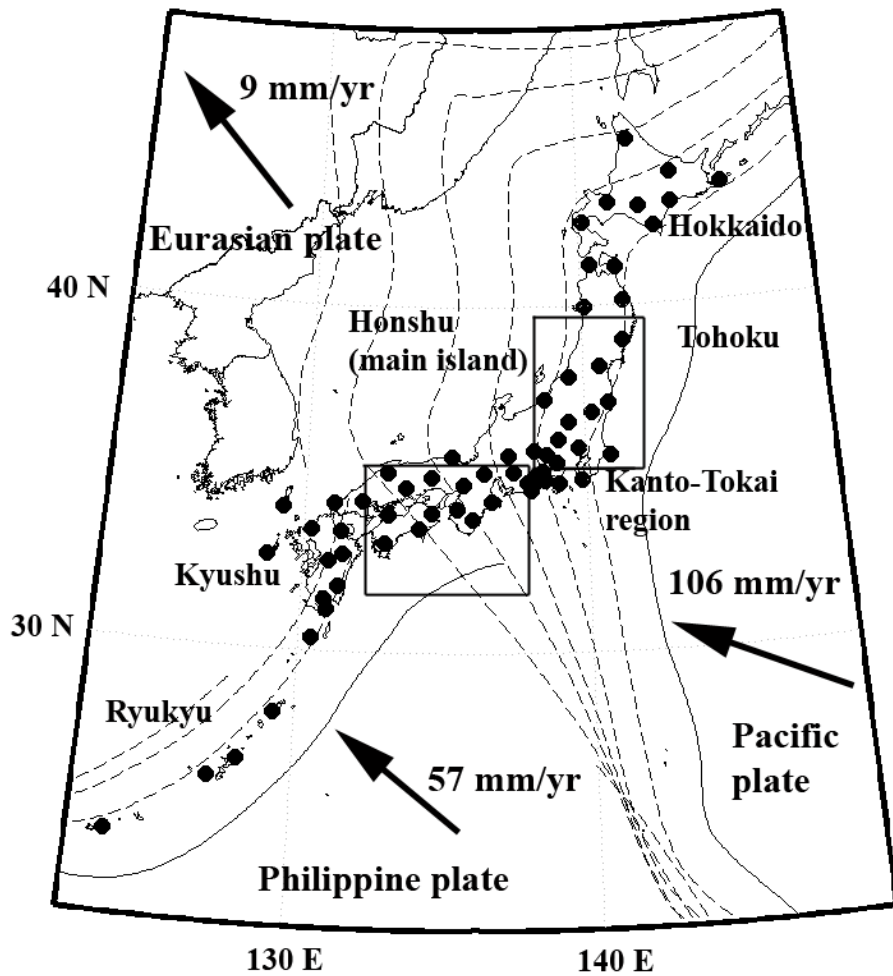 9 mm/yr
Eurasian plate
Hokkaido
40 N
Honshu
(main island)
Tohoku
Kanto-Tokai
region
Kyushu
106 mm/yr
30 N
Ryukyu
Pacific
plate
57 mm/yr
Philippine plate
130 E
140 E